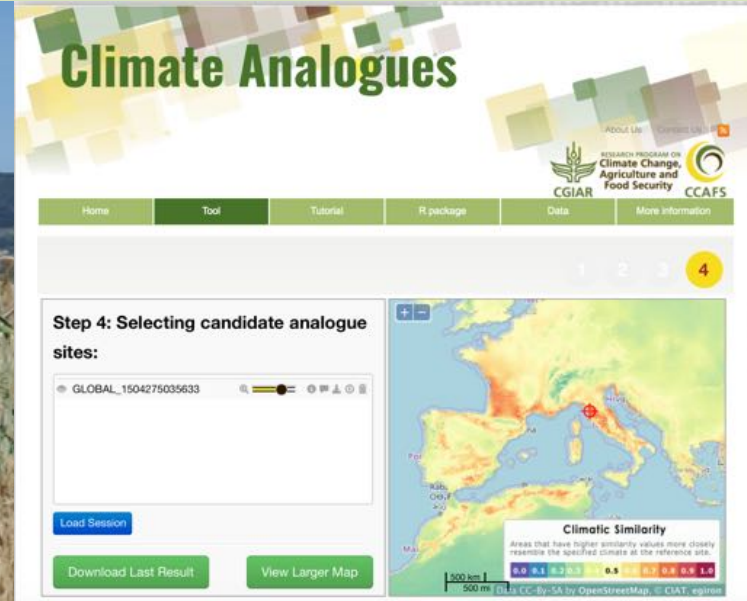 Climate Analogues
About Us Contact Us
CGIAR
RESEARCH PROGRAM ON
Climate Change,
Agriculture and
Food Security
CCAFS
Home Tool Tutorial R package Data More information
1 2 3 4
Step 4: Selecting candidate analogue
sites:
GLOBAL_1504275035633
Load Session
Download Last Result View Larger Map
+ −
Climatic Similarity
Areas that have higher similarity values more closely
resemble the specified climate at the reference site.
0.0 0.1 0.2 0.3 0.5 0.6 0.7 0.8 0.9 1.0
500 km
500 mi
Data CC-By-SA by OpenStreetMap, © CIAT, egiron